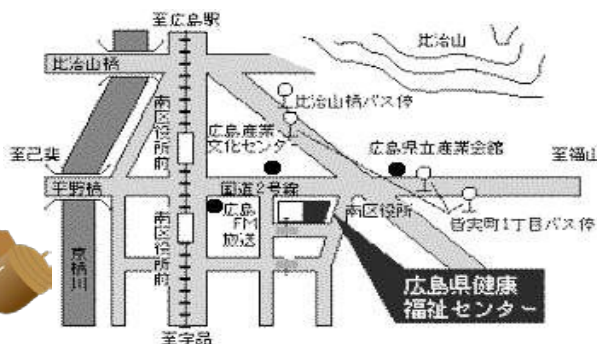 至広島駅
比治山
比治山橋
比治山橋バス停
南区役所前
広島産業
文化センター
広島県立産業会館
至己斐
至福山
平野橋
国道2号線
広島
FM
放送
南区役所
皆実町1丁目バス停
南区役所前
京橋川
広島県健康
福祉センター
至宇品